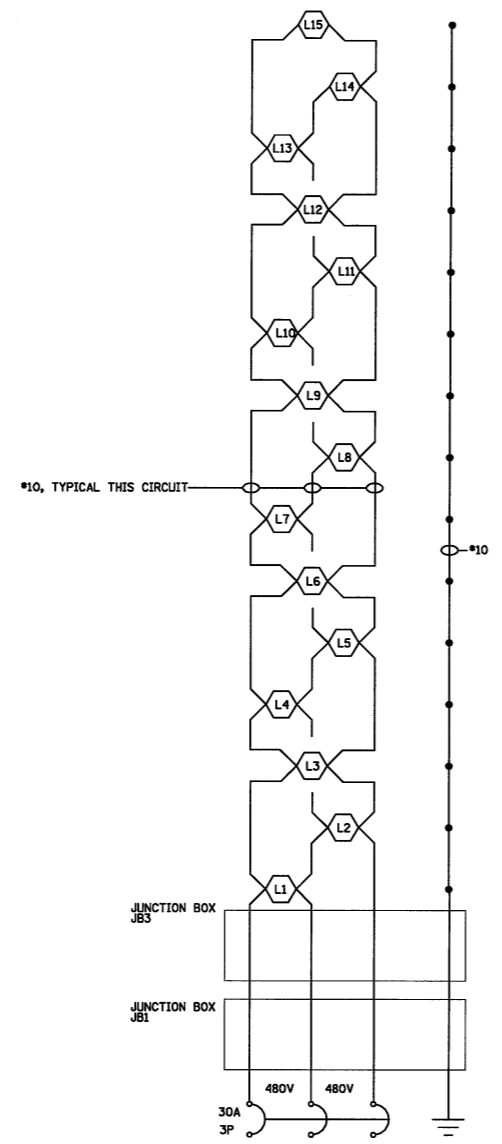 L15
L14
L13
L12
L11
L10
L9
L8
#10, TYPICAL THIS CIRCUIT
L7
#10
L6
L5
L4
L3
L2
L1
JUNCTION BOX
JB3
JUNCTION BOX
JB1
480V 480V
30A
3P